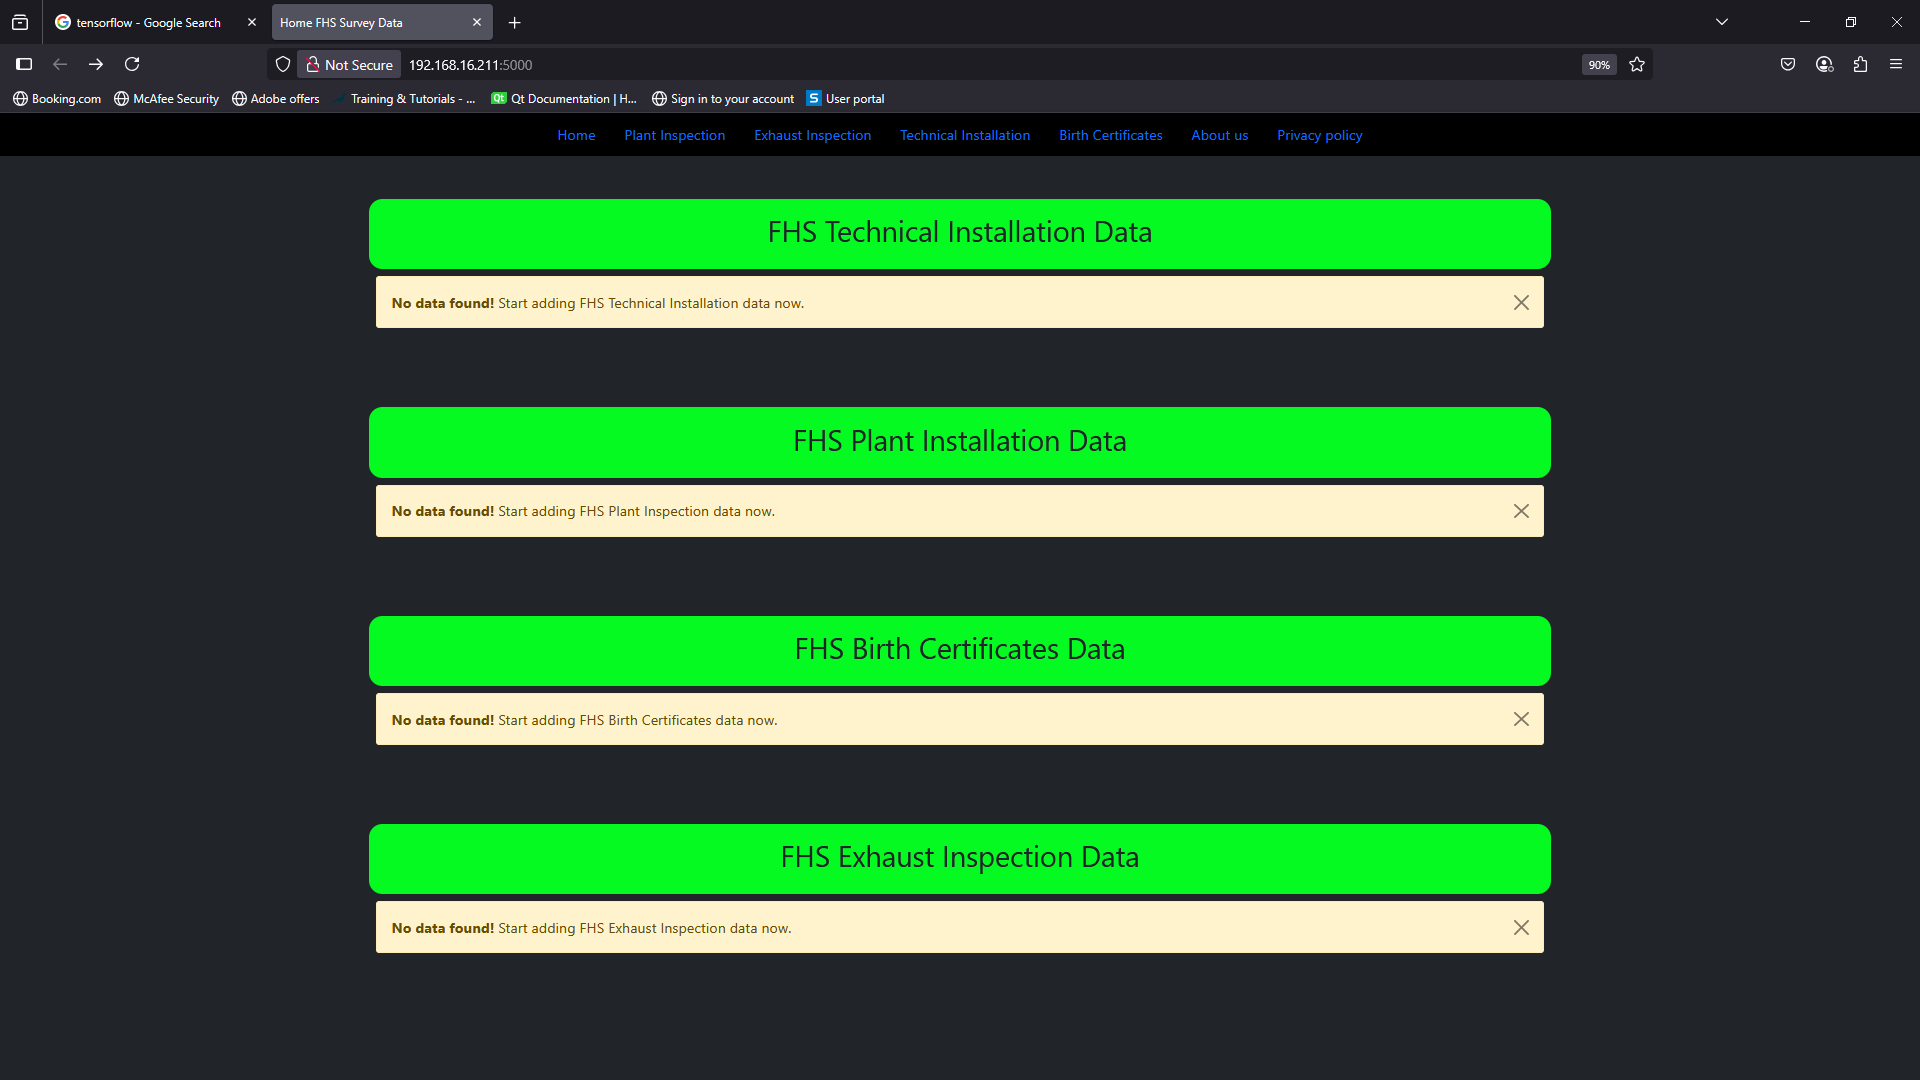 tensorflow - Google Search
Home FHS Survey Data
Not Secure
192.168.16.211:5000
90%
Booking.com
McAfee Security
Adobe offers
Training & Tutorials - ...
Qt Documentation | H...
Sign in to your account
S User portal
Home
Plant Inspection
Exhaust Inspection
Technical Installation
Birth Certificates
About us
Privacy policy
FHS Technical Installation Data
No data found! Start adding FHS Technical Installation data now.
FHS Plant Installation Data
No data found! Start adding FHS Plant Inspection data now.
FHS Birth Certificates Data
No data found! Start adding FHS Birth Certificates data now.
FHS Exhaust Inspection Data
No data found! Start adding FHS Exhaust Inspection data now.